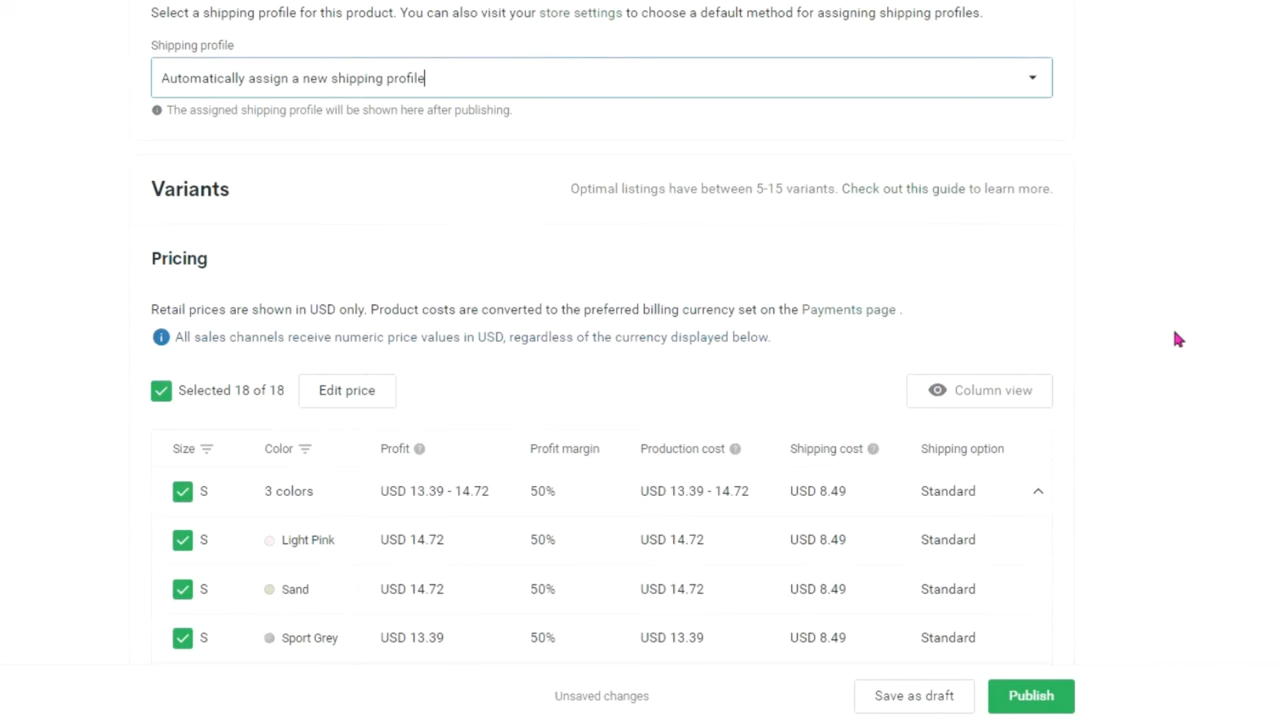 Select a shipping profile for this product. You can also visit your store settings to choose a default method for assigning shipping profiles.
Shipping profile
Automatically assign a new shipping profile
The assigned shipping profile will be shown here after publishing.
Variants
Optimal listings have between 5-15 variants. Check out this guide to learn more.
Pricing
Retail prices are shown in USD only. Product costs are converted to the preferred billing currency set on the Payments page .
All sales channels receive numeric price values in USD, regardless of the currency displayed below.
Selected 18 of 18 Edit price Column view
Size Color Profit Profit margin Production cost Shipping cost Shipping option
S 3 colors USD 13.39 - 14.72 50% USD 13.39 - 14.72 USD 8.49 Standard
S Light Pink USD 14.72 50% USD 14.72 USD 8.49 Standard
S Sand USD 14.72 50% USD 14.72 USD 8.49 Standard
S Sport Grey USD 13.39 50% USD 13.39 USD 8.49 Standard
Unsaved changes Save as draft Publish